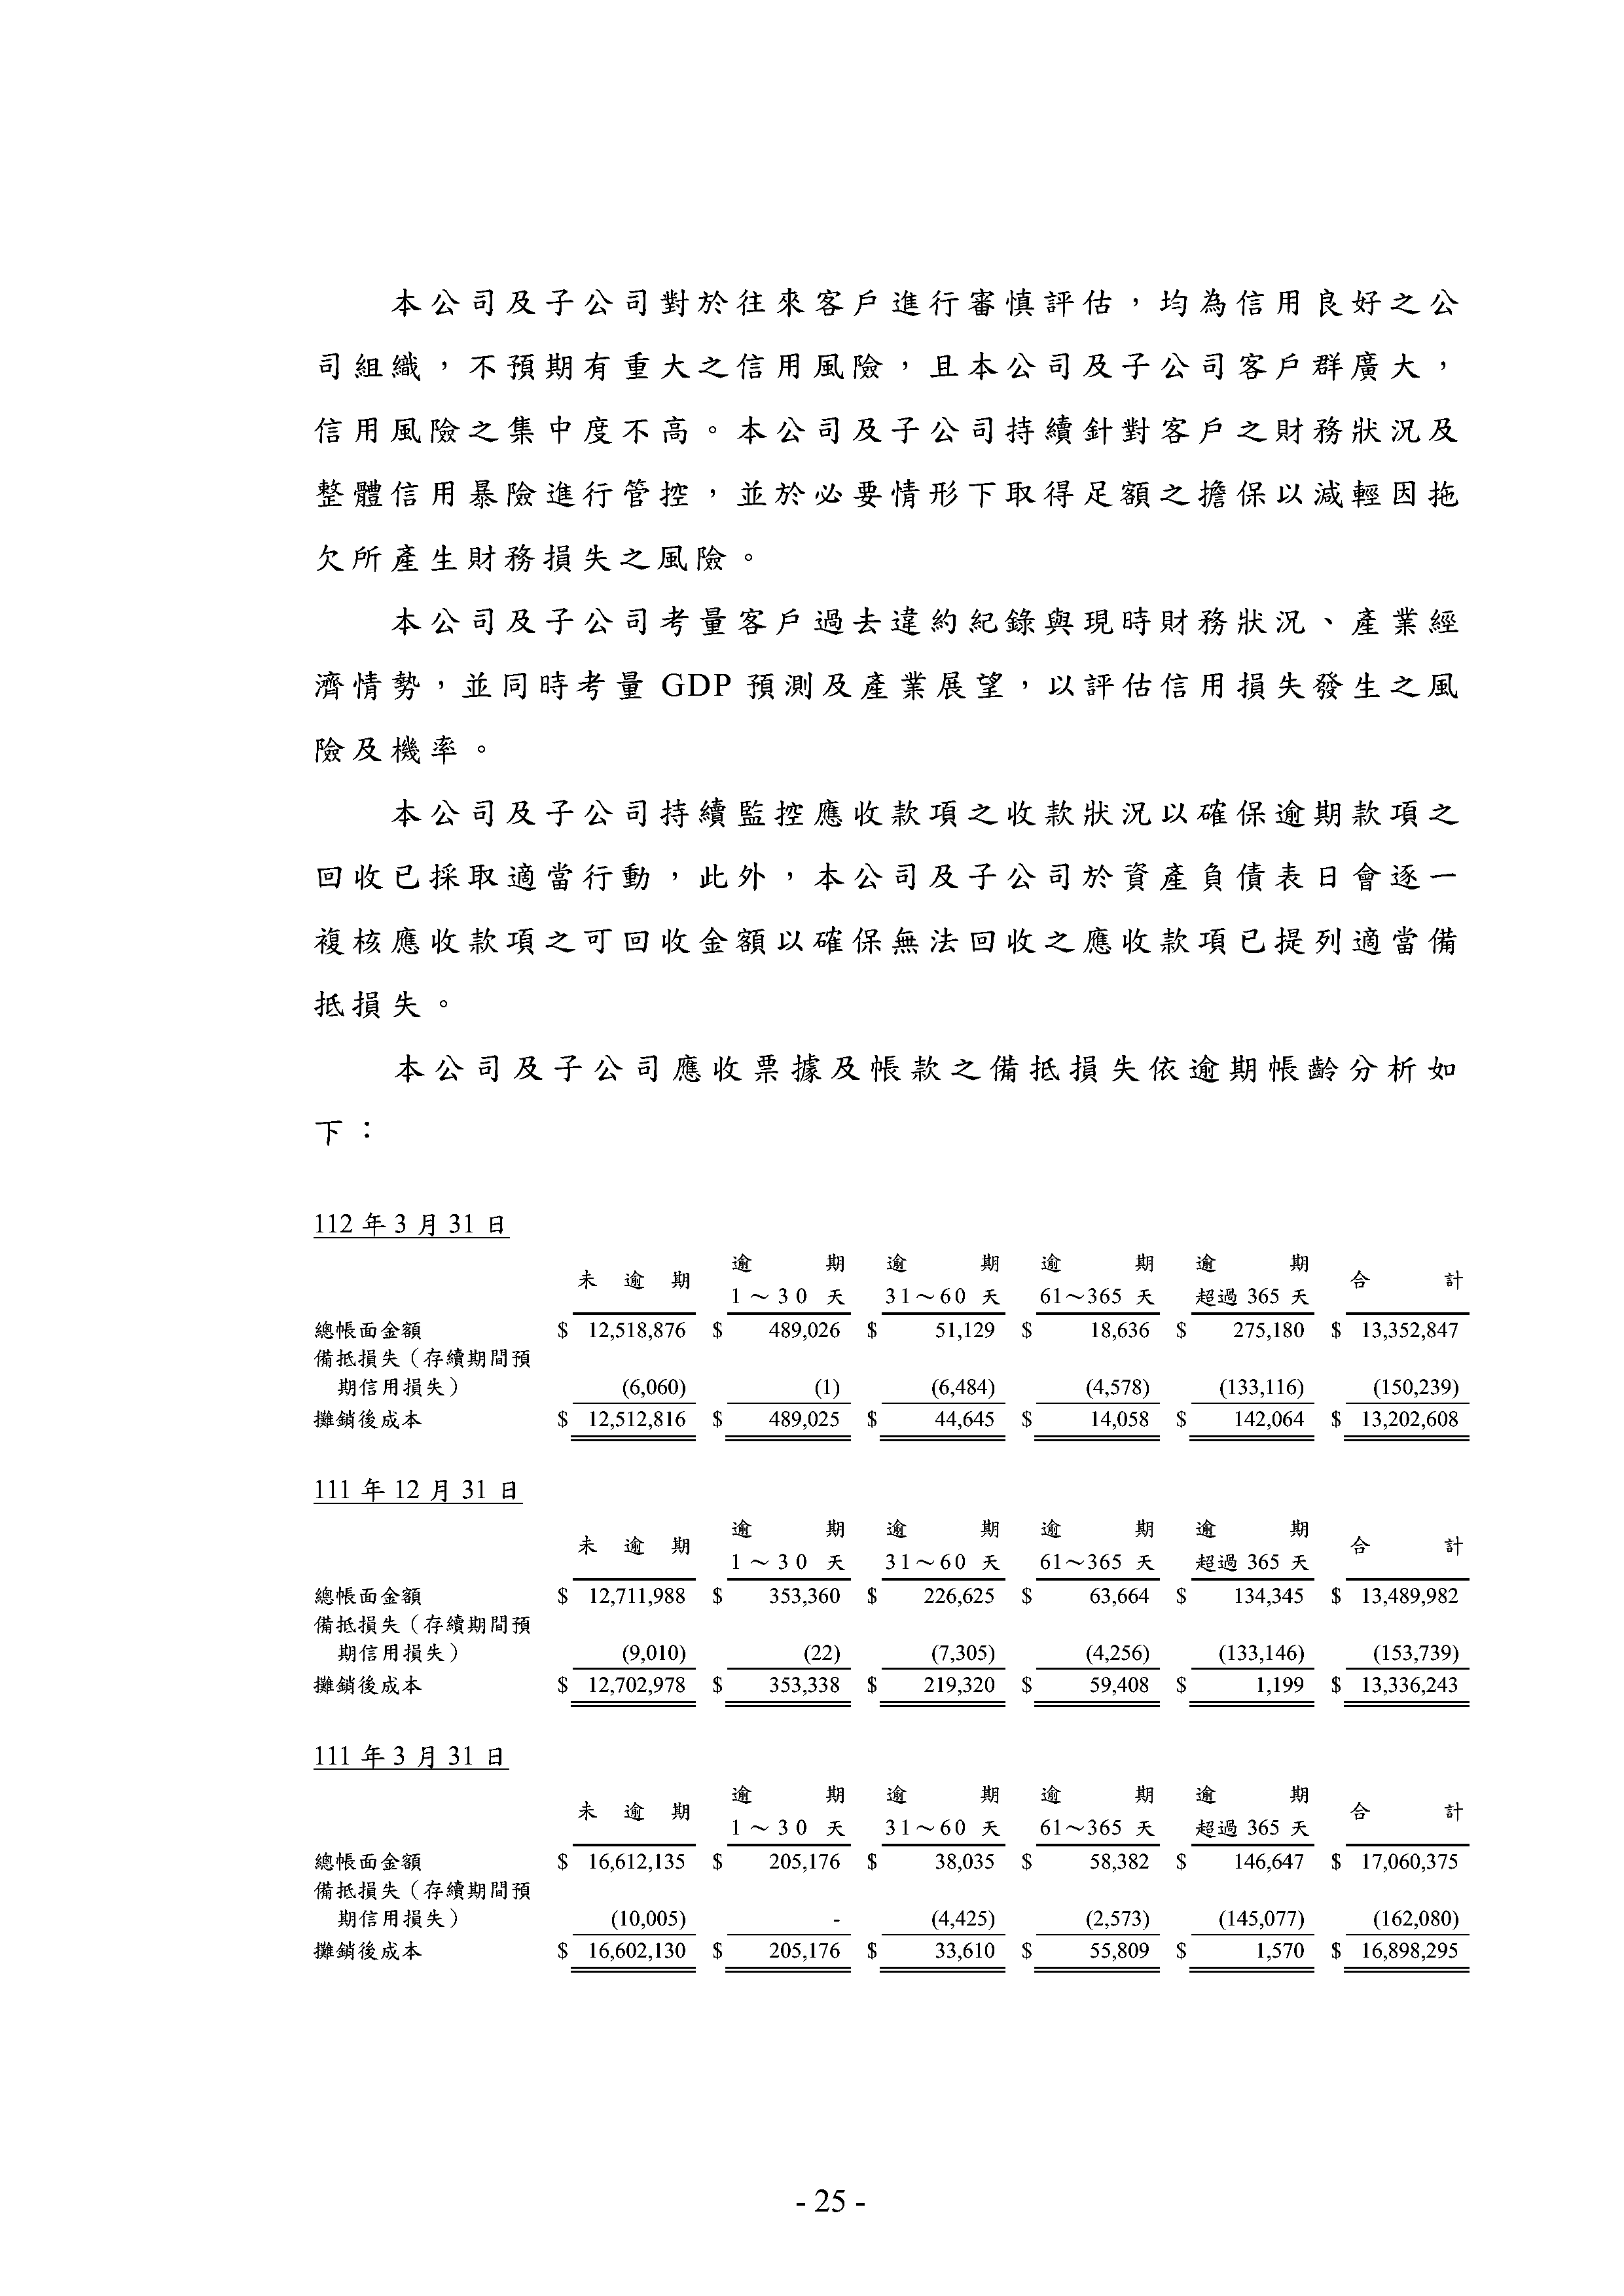 本公司及子公司對於往來客戶進行審慎評估，均為信用良好之公
司組織，不預期有重大之信用風險，且本公司及子公司客戶群廣大，
信用風險之集中度不高。本公司及子公司持續針對客戶之財務狀況及
整體信用暴險進行管控，並於必要情形下取得足額之擔保以減輕因拖
欠所產生財務損失之風險。
本公司及子公司考量客戶過去違約紀錄與現時財務狀況、產業經
濟情勢，並同時考量 GDP 預測及產業展望，以評估信用損失發生之風
險及機率。
本公司及子公司持續監控應收款項之收款狀況以確保逾期款項之
回收已採取適當行動，此外，本公司及子公司於資產負債表日會逐一
複核應收款項之可回收金額以確保無法回收之應收款項已提列適當備
抵損失。
本公司及子公司應收票據及帳款之備抵損失依逾期帳齡分析如
下：
112 年 3 月 31 日
逾期 逾期 逾期 逾期
未逾期 合計
1～30 天 31～60 天 61～365 天 超過 365 天
總帳面金額 $ 12,518,876 $ 489,026 $ 51,129 $ 18,636 $ 275,180 $ 13,352,847
備抵損失（存續期間預
期信用損失） (6,060) (1) (6,484) (4,578) (133,116) (150,239)
攤銷後成本 $ 12,512,816 $ 489,025 $ 44,645 $ 14,058 $ 142,064 $ 13,202,608
111 年 12 月 31 日
逾期 逾期 逾期 逾期
未逾期 合計
1～30 天 31～60 天 61～365 天 超過 365 天
總帳面金額 $ 12,711,988 $ 353,360 $ 226,625 $ 63,664 $ 134,345 $ 13,489,982
備抵損失（存續期間預
期信用損失） (9,010) (22) (7,305) (4,256) (133,146) (153,739)
攤銷後成本 $ 12,702,978 $ 353,338 $ 219,320 $ 59,408 $ 1,199 $ 13,336,243
111 年 3 月 31 日
逾期 逾期 逾期 逾期
未逾期 合計
1～30 天 31～60 天 61～365 天 超過 365 天
總帳面金額 $ 16,612,135 $ 205,176 $ 38,035 $ 58,382 $ 146,647 $ 17,060,375
備抵損失（存續期間預
期信用損失） (10,005) - (4,425) (2,573) (145,077) (162,080)
攤銷後成本 $ 16,602,130 $ 205,176 $ 33,610 $ 55,809 $ 1,570 $ 16,898,295
- 25 -